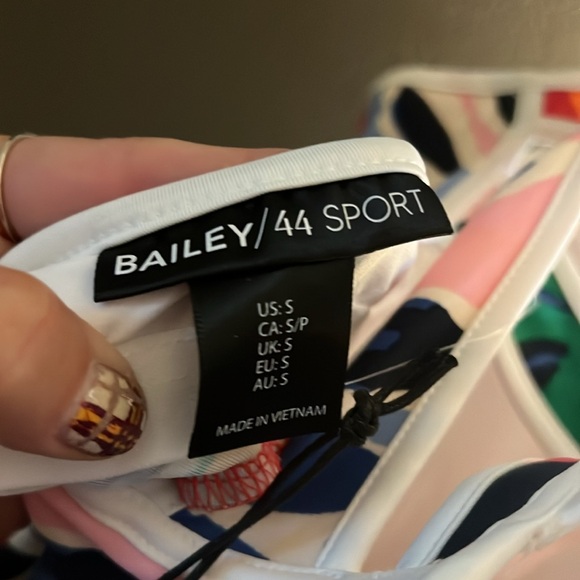 BAILEY/44 SPORT
US: S
CA: S/P
UK: S
EU: S
AU: S
MADE IN VIETNAM